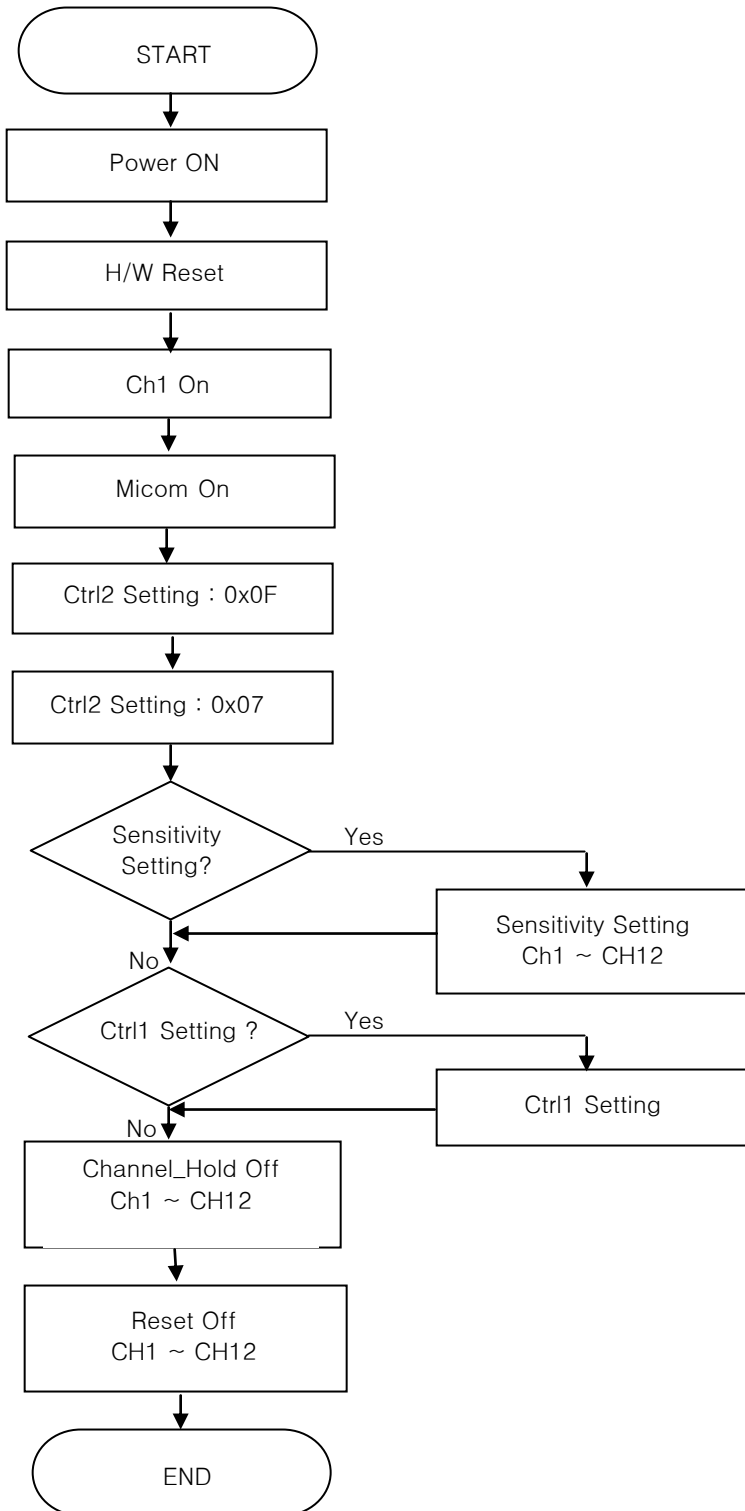 START
Power ON
H/W Reset
Ch1 On
Micom On
Ctrl2 Setting : 0x0F
Ctrl2 Setting : 0x07
Sensitivity
Setting?
Yes
Sensitivity Setting
Ch1 ~ CH12
No
Ctrl1 Setting ?
Yes
Ctrl1 Setting
No
Channel_Hold Off
Ch1 ~ CH12
Reset Off
CH1 ~ CH12
END